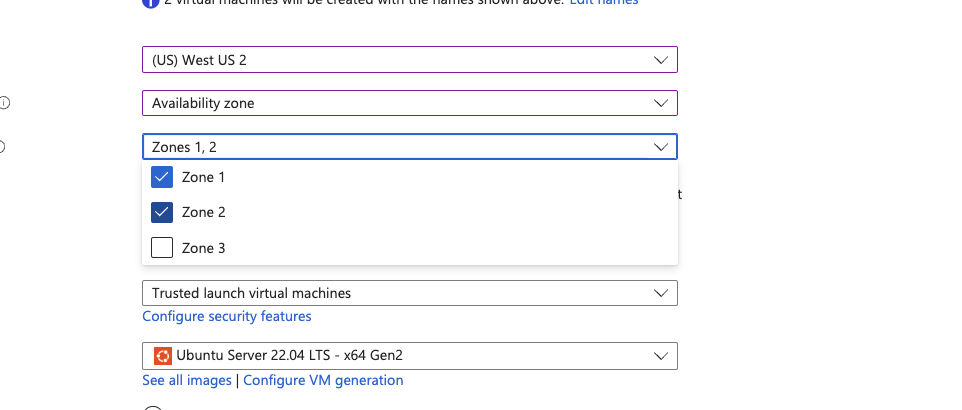 2 virtual machines will be created with the names shown above. Edit names
(US) West US 2
Availability zone
Zones 1, 2
Zone 1
Zone 2
t
Zone 3
Trusted launch virtual machines
Configure security features
Ubuntu Server 22.04 LTS - x64 Gen2
See all images | Configure VM generation